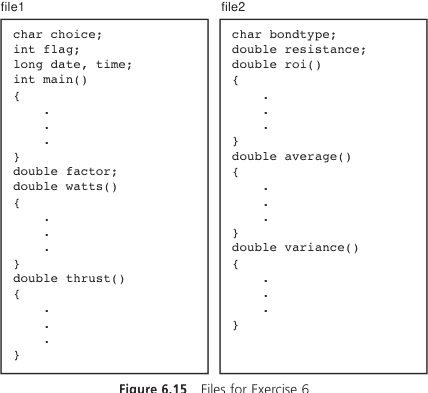 file1
char choice;
int flag;
long date, time;
int main()
{
.
.
.
}
double factor;
double watts()
{
.
.
.
}
double thrust()
{
.
.
.
}
file2
char bondtype;
double resistance;
double roi()
{
.
.
.
}
double average()
{
.
.
.
}
double variance()
{
.
.
.
}
Figure 6.15 Files for Exercise 6